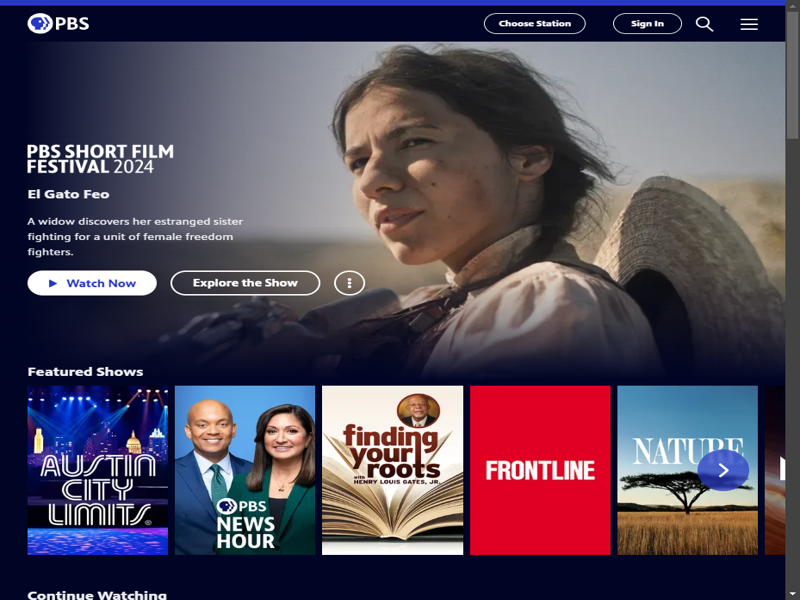 PBS
Choose Station
Sign In
PBS SHORT FILM
FESTIVAL 2024
El Gato Feo
A widow discovers her estranged sister
fighting for a unit of female freedom
fighters.
Watch Now
Explore the Show
Featured Shows
AUSTIN
CITY
LIMITS
PBS
NEWS
HOUR
finding
your
roots
with
HENRY LOUIS GATES, JR.
FRONTLINE
NATURE
Continue Watching